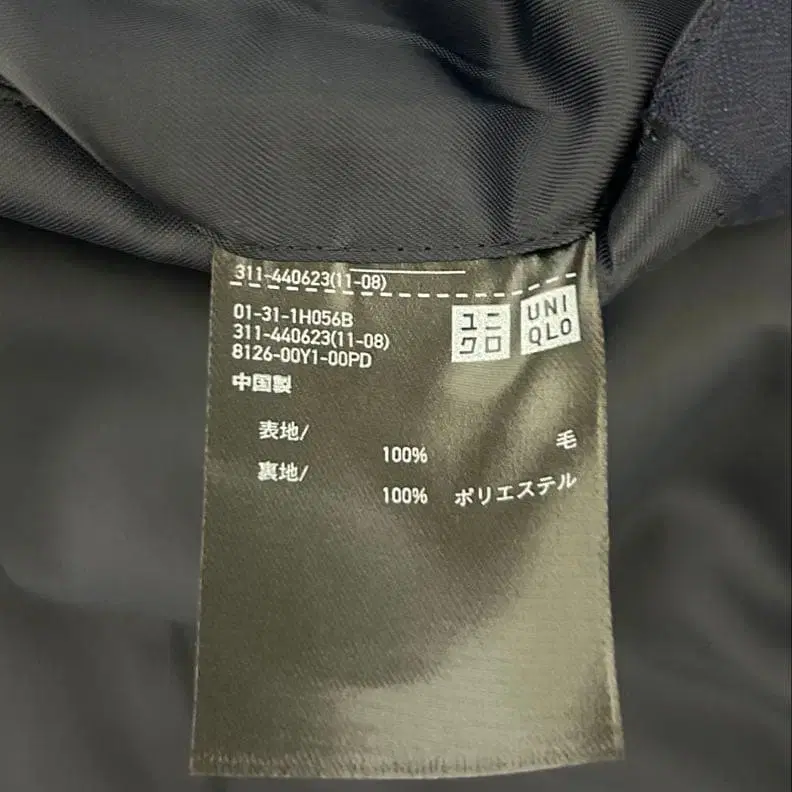 311-440623(11-08)
01-31-1H056B
311-440623(11-08)
8126-00Y1-00PD
ユニ
クロ
UNI
QLO
中国製
表地/
100% 毛
裏地/
100% ポリエステル